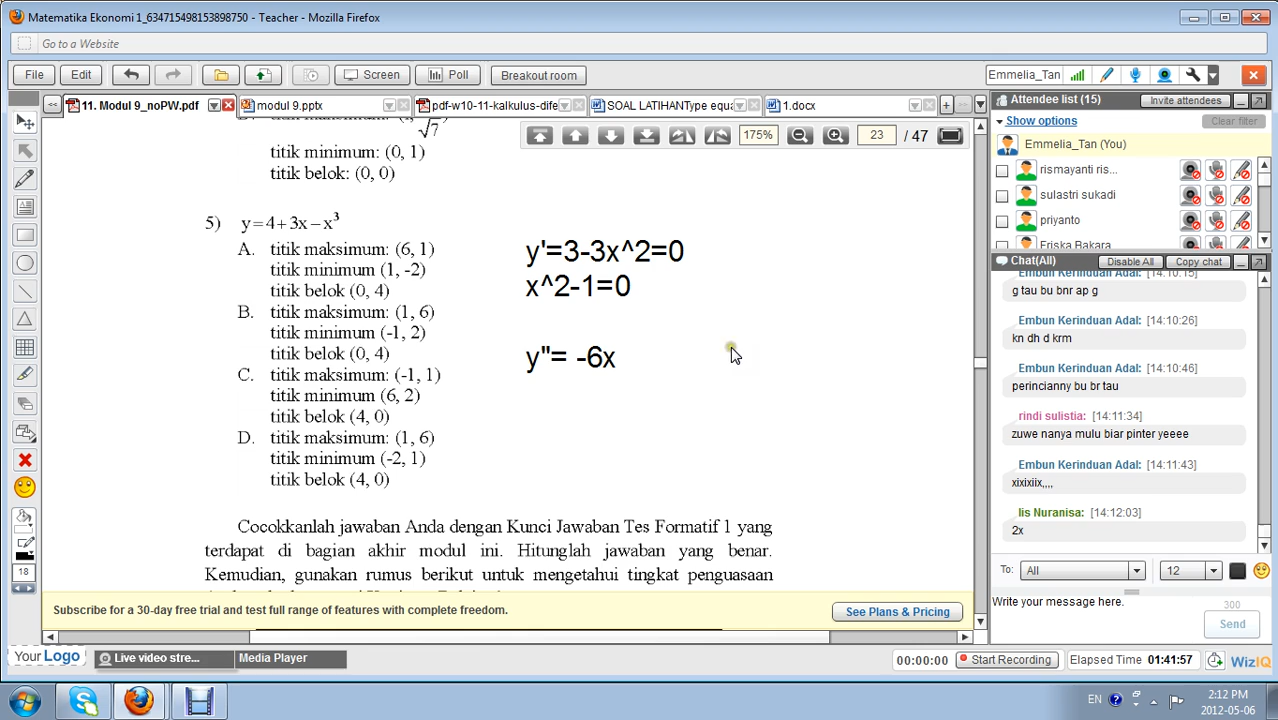 Matematika Ekonomi 1_634715498153898750 - Teacher - Mozilla Firefox
Go to a Website
File Edit Screen Poll Breakout room Emmelia_Tan
<< 11. Modul 9_noPW.pdf modul 9.pptx pdf-w10-11-kalkulus-dife SOAL LATIHANType equa 1.docx
175% 23 / 47
√7
titik minimum: (0, 1)
titik belok: (0, 0)
5) y=4+3x–x³
A. titik maksimum: (6, 1)
titik minimum (1, -2)
titik belok (0, 4)
B. titik maksimum: (1, 6)
titik minimum (-1, 2)
titik belok (0, 4)
C. titik maksimum: (-1, 1)
titik minimum (6, 2)
titik belok (4, 0)
D. titik maksimum: (1, 6)
titik minimum (-2, 1)
titik belok (4, 0)
y'=3-3x^2=0
x^2-1=0
y"= -6x
Cocokkanlah jawaban Anda dengan Kunci Jawaban Tes Formatif 1 yang
terdapat di bagian akhir modul ini. Hitunglah jawaban yang benar.
Kemudian, gunakan rumus berikut untuk mengetahui tingkat penguasaan
18
Subscribe for a 30-day free trial and test full range of features with complete freedom.
See Plans & Pricing
Attendee list (15) Invite attendees
Show options Clear filter
Emmelia_Tan (You)
rismayanti ris...
sulastri sukadi
priyanto
Friska Bakara
Chat(All) Disable All Copy chat
Embun Kerinduan Adal: [14:10:15]
g tau bu bnr ap g
Embun Kerinduan Adal: [14:10:26]
kn dh d krm
Embun Kerinduan Adal: [14:10:46]
perincianny bu br tau
rindi sulistia: [14:11:34]
zuwe nanya mulu biar pinter yeeee
Embun Kerinduan Adal: [14:11:43]
xixixiix,,,,
Iis Nuranisa: [14:12:03]
2x
To: All 12
Write your message here. 300
Send
Your Logo Live video stre... Media Player 00:00:00 Start Recording Elapsed Time 01:41:57 WizIQ
EN 2:12 PM
2012-05-06